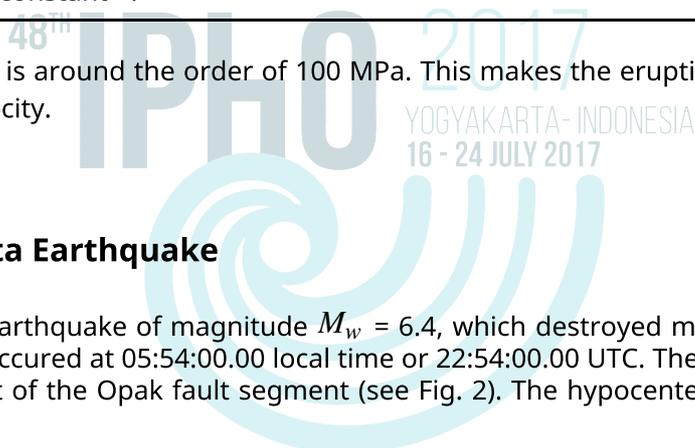 48TH
IPhO
2017
is around the order of 100 MPa. This makes the erupti
city.
YOGYAKARTA- INDONESIA
16 - 24 JULY 2017
ta Earthquake
arthquake of magnitude Mw = 6.4, which destroyed m
ccured at 05:54:00.00 local time or 22:54:00.00 UTC. The
t of the Opak fault segment (see Fig. 2). The hypocente